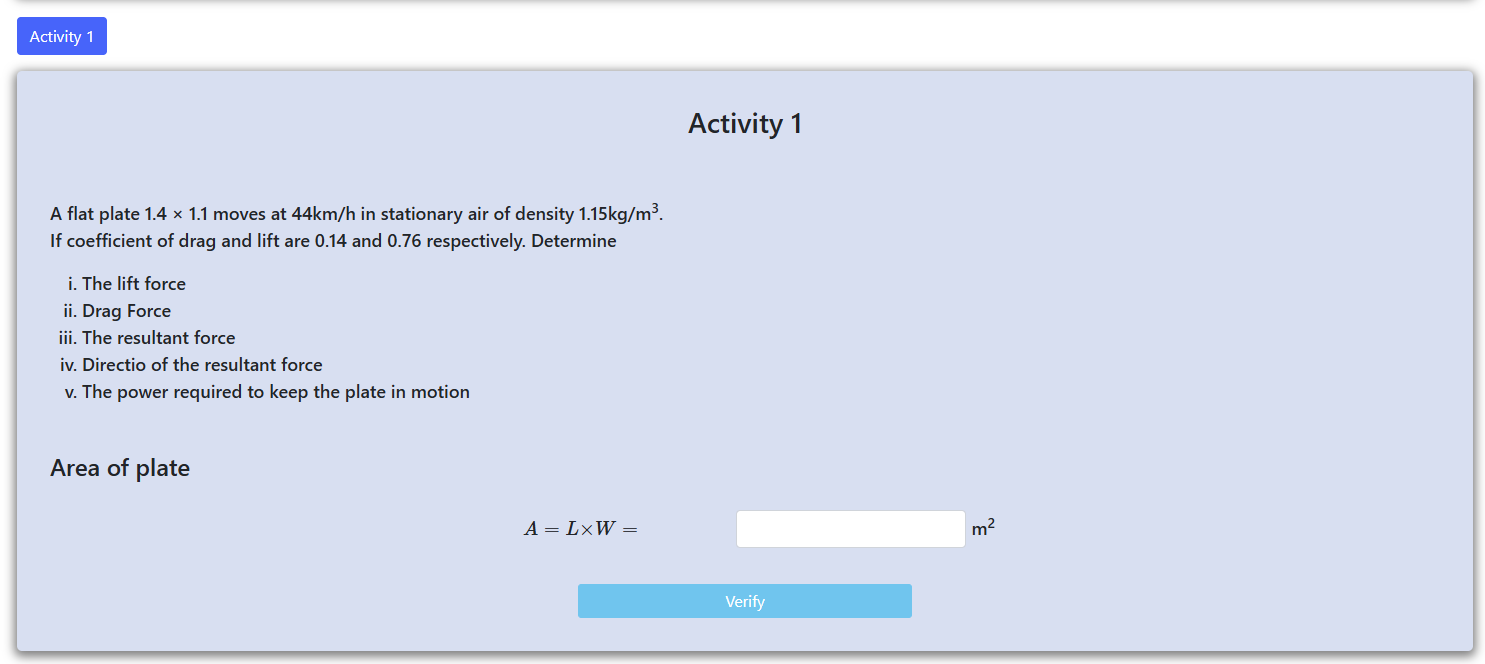 Activity 1
Activity 1
A flat plate 1.4 × 1.1 moves at 44km/h in stationary air of density 1.15kg/m³.
If coefficient of drag and lift are 0.14 and 0.76 respectively. Determine
i. The lift force
ii. Drag Force
iii. The resultant force
iv. Directio of the resultant force
v. The power required to keep the plate in motion
Area of plate
A = L×W = m²
Verify